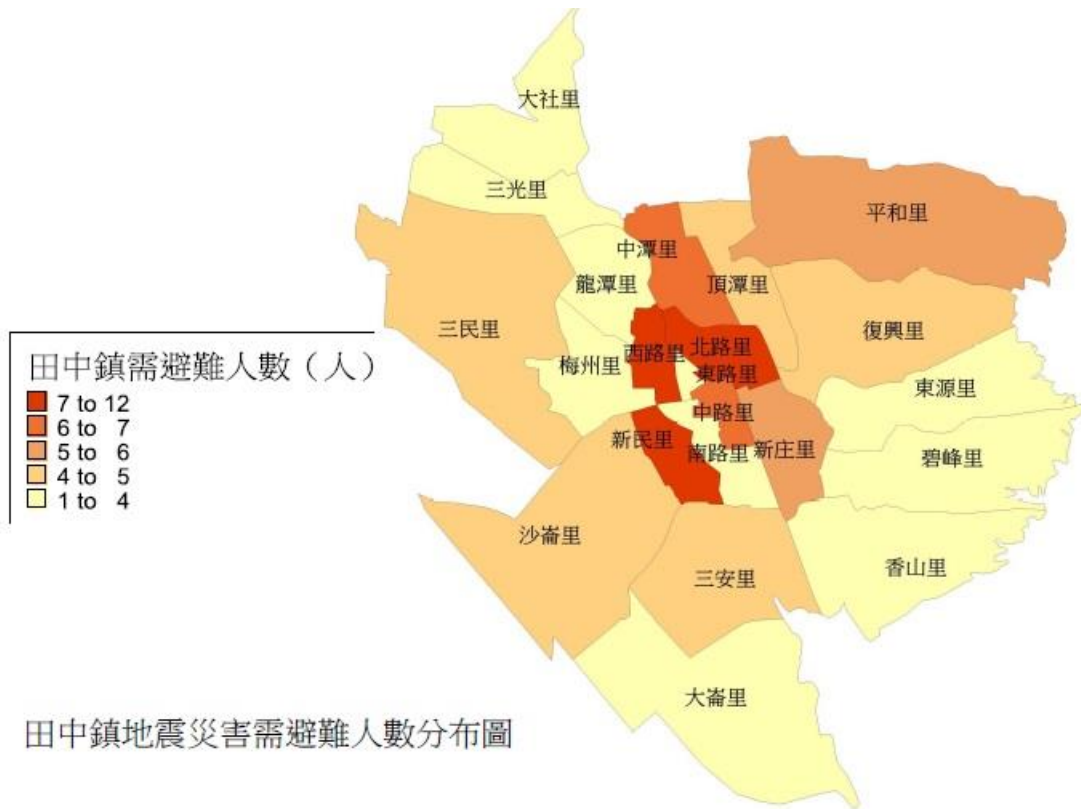 大社里
三光里
平和里
中潭里
龍潭里
頂潭里
三民里
復興里
北路里
西路里
東路里
梅州里
東源里
中路里
新民里
南路里
新庄里
碧峰里
沙崙里
三安里
香山里
大崙里
田中鎮需避難人數（人）
7 to 12
6 to 7
5 to 6
4 to 5
1 to 4
田中鎮地震災害需避難人數分布圖